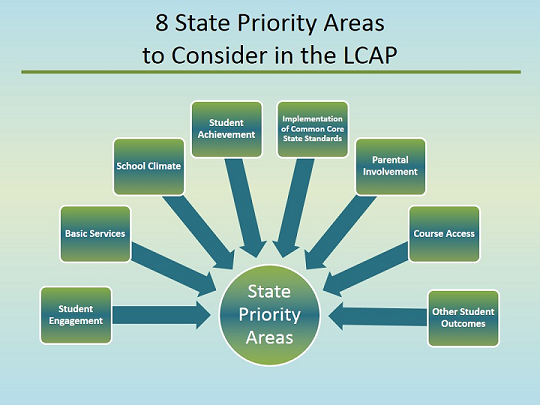 8 State Priority Areas
to Consider in the LCAP
Student
Achievement
Implementation
of Common Core
State Standards
School Climate
Parental
Involvement
Basic Services
Course Access
Student
Engagement
State
Priority
Areas
Other Student
Outcomes